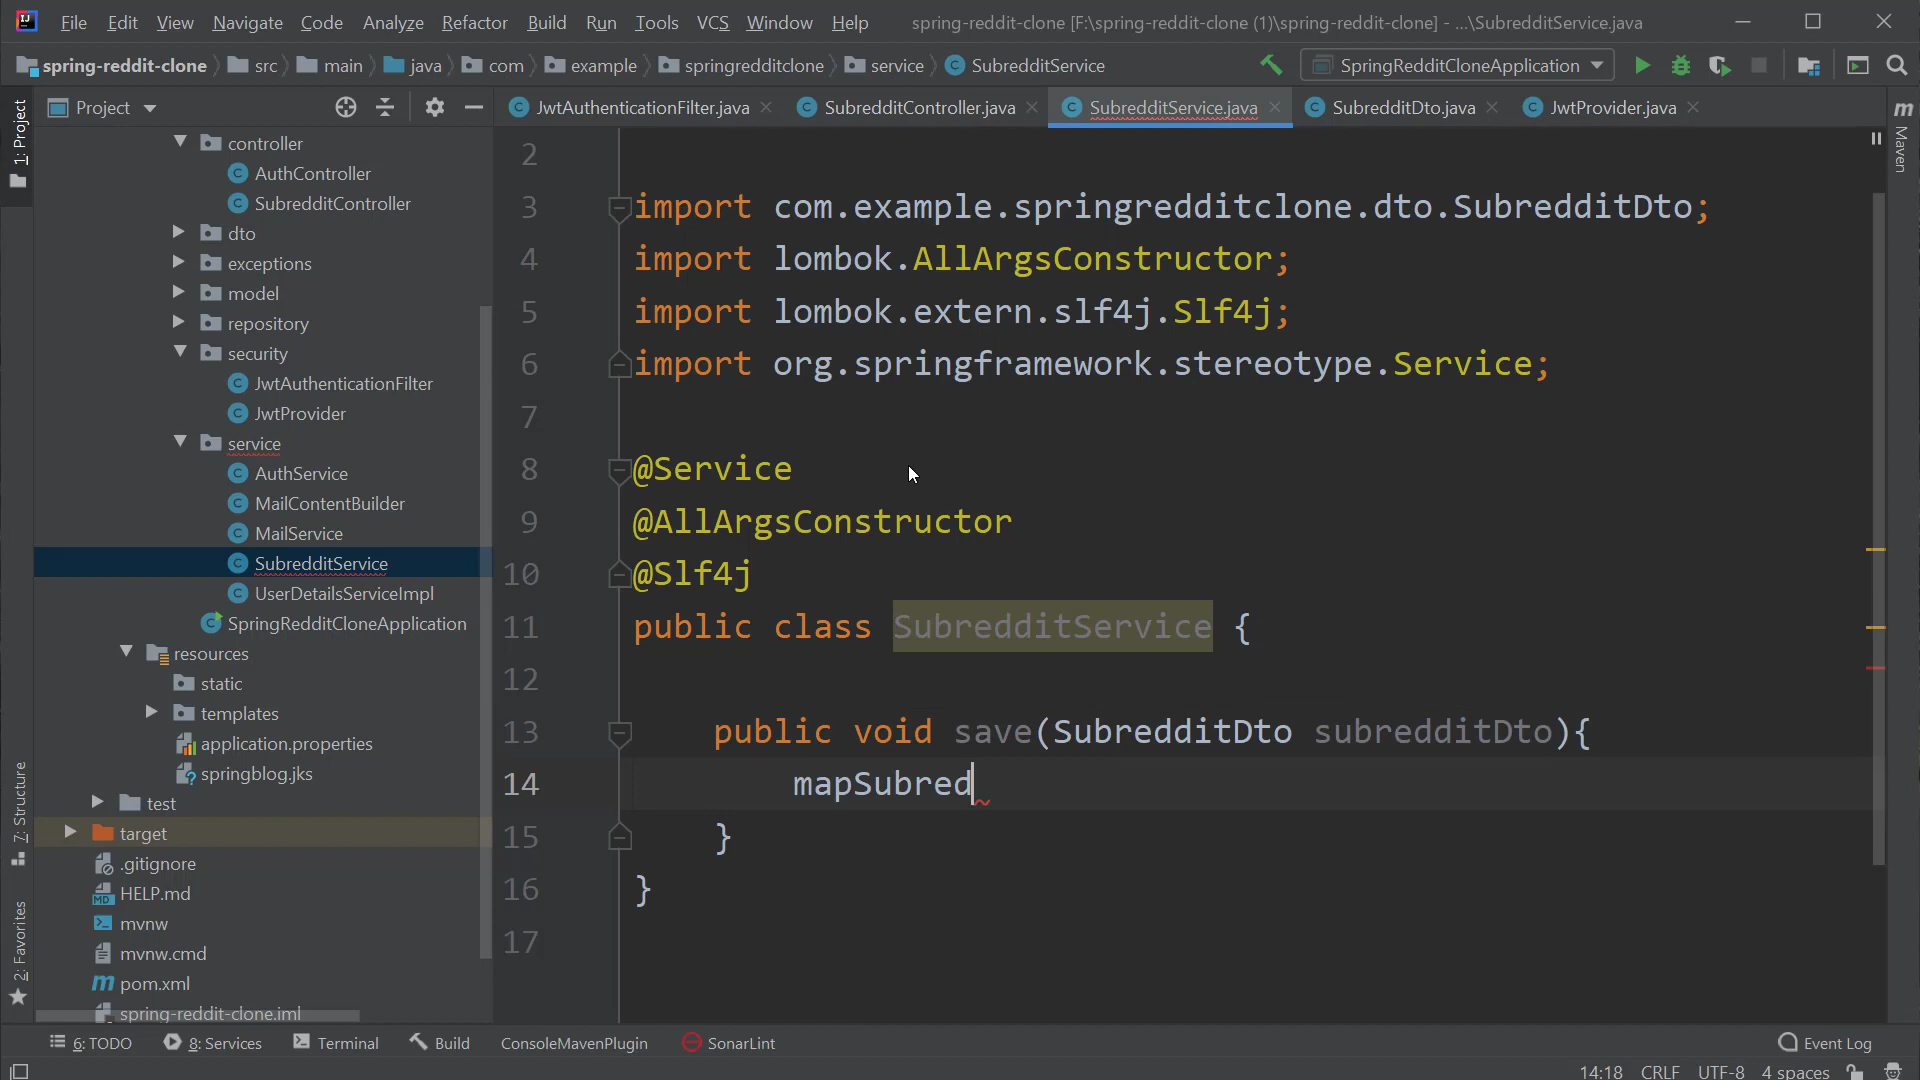 File Edit View Navigate Code Analyze Refactor Build Run Tools VCS Window Help spring-reddit-clone [F:\spring-reddit-clone (1)\spring-reddit-clone] - ...\SubredditService.java
spring-reddit-clone src main java com example springredditclone service SubredditService SpringRedditCloneApplication
Project
JwtAuthenticationFilter.java SubredditController.java SubredditService.java SubredditDto.java JwtProvider.java
1: Project
7: Structure
2: Favorites
Maven
controller
AuthController
SubredditController
dto
exceptions
model
repository
security
JwtAuthenticationFilter
JwtProvider
service
AuthService
MailContentBuilder
MailService
SubredditService
UserDetailsServiceImpl
SpringRedditCloneApplication
resources
static
templates
application.properties
springblog.jks
test
target
.gitignore
HELP.md
mvnw
mvnw.cmd
pom.xml
spring-reddit-clone.iml
2
3 import com.example.springredditclone.dto.SubredditDto;
4 import lombok.AllArgsConstructor;
5 import lombok.extern.slf4j.Slf4j;
6 import org.springframework.stereotype.Service;
7
8 @Service
9 @AllArgsConstructor
10 @Slf4j
11 public class SubredditService {
12
13 public void save(SubredditDto subredditDto){
14 mapSubred
15 }
16 }
17
6: TODO 8: Services Terminal Build ConsoleMavenPlugin SonarLint Event Log
14:18 CRLF UTF-8 4 spaces